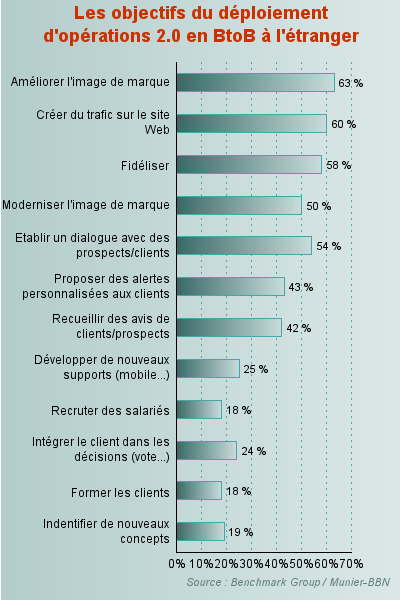 Les objectifs du déploiement
d'opérations 2.0 en BtoB à l'étranger
Améliorer l'image de marque
63 %
Créer du trafic sur le site
Web
60 %
Fidéliser
58 %
Moderniser l'image de marque
50 %
Etablir un dialogue avec des
prospects/clients
54 %
Proposer des alertes
personnalisées aux clients
43 %
Recueillir des avis de
clients/prospects
42 %
Développer de nouveaux
supports (mobile...)
25 %
Recruter des salariés
18 %
Intégrer le client dans les
décisions (vote...)
24 %
Former les clients
18 %
Indentifier de nouveaux
concepts
19 %
0% 10% 20% 30% 40% 50% 60% 70%
Source : Benchmark Group / Munier-BBN